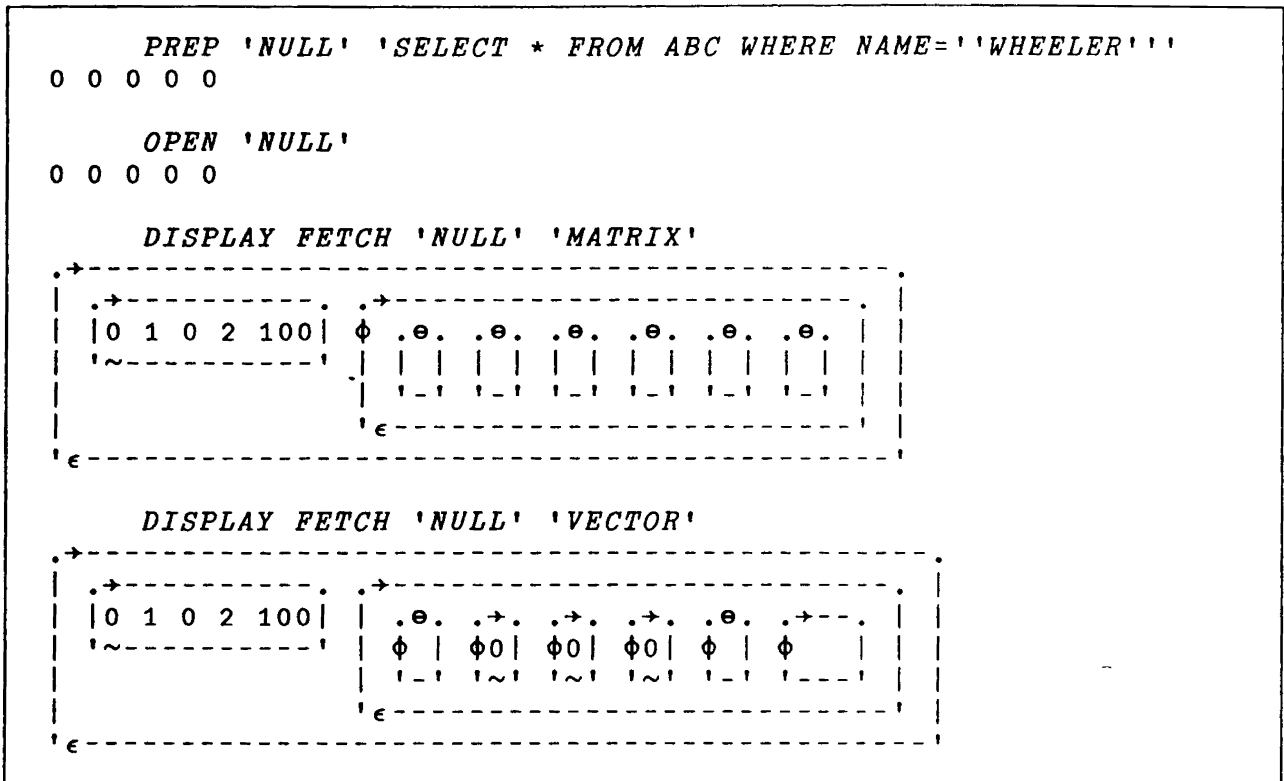 PREP 'NULL' 'SELECT * FROM ABC WHERE NAME=''WHEELER'''
0 0 0 0 0
OPEN 'NULL'
0 0 0 0 0
DISPLAY FETCH 'NULL' 'MATRIX'
.→--------------------------------------------.
| .→-----------. .→-------------------------. |
| |0 1 0 2 100| ⌽ .⊖. .⊖. .⊖. .⊖. .⊖. .⊖. | |
| '~-----------' | | | | | | | | | | | | | | |
| | '_' '_' '_' '_' '_' '_' | |
| 'ϵ-------------------------' |
'ϵ--------------------------------------------'
DISPLAY FETCH 'NULL' 'VECTOR'
.→----------------------------------------------.
| .→-----------. .→---------------------------. |
| |0 1 0 2 100| | .⊖. .→. .→. .→. .⊖. .→--. | |
| '~-----------' | ⌽ | ⌽0| ⌽0| ⌽0| ⌽ | ⌽ | | |
| | '_' '~' '~' '~' '_' '---' | |
| 'ϵ---------------------------' |
'ϵ----------------------------------------------'